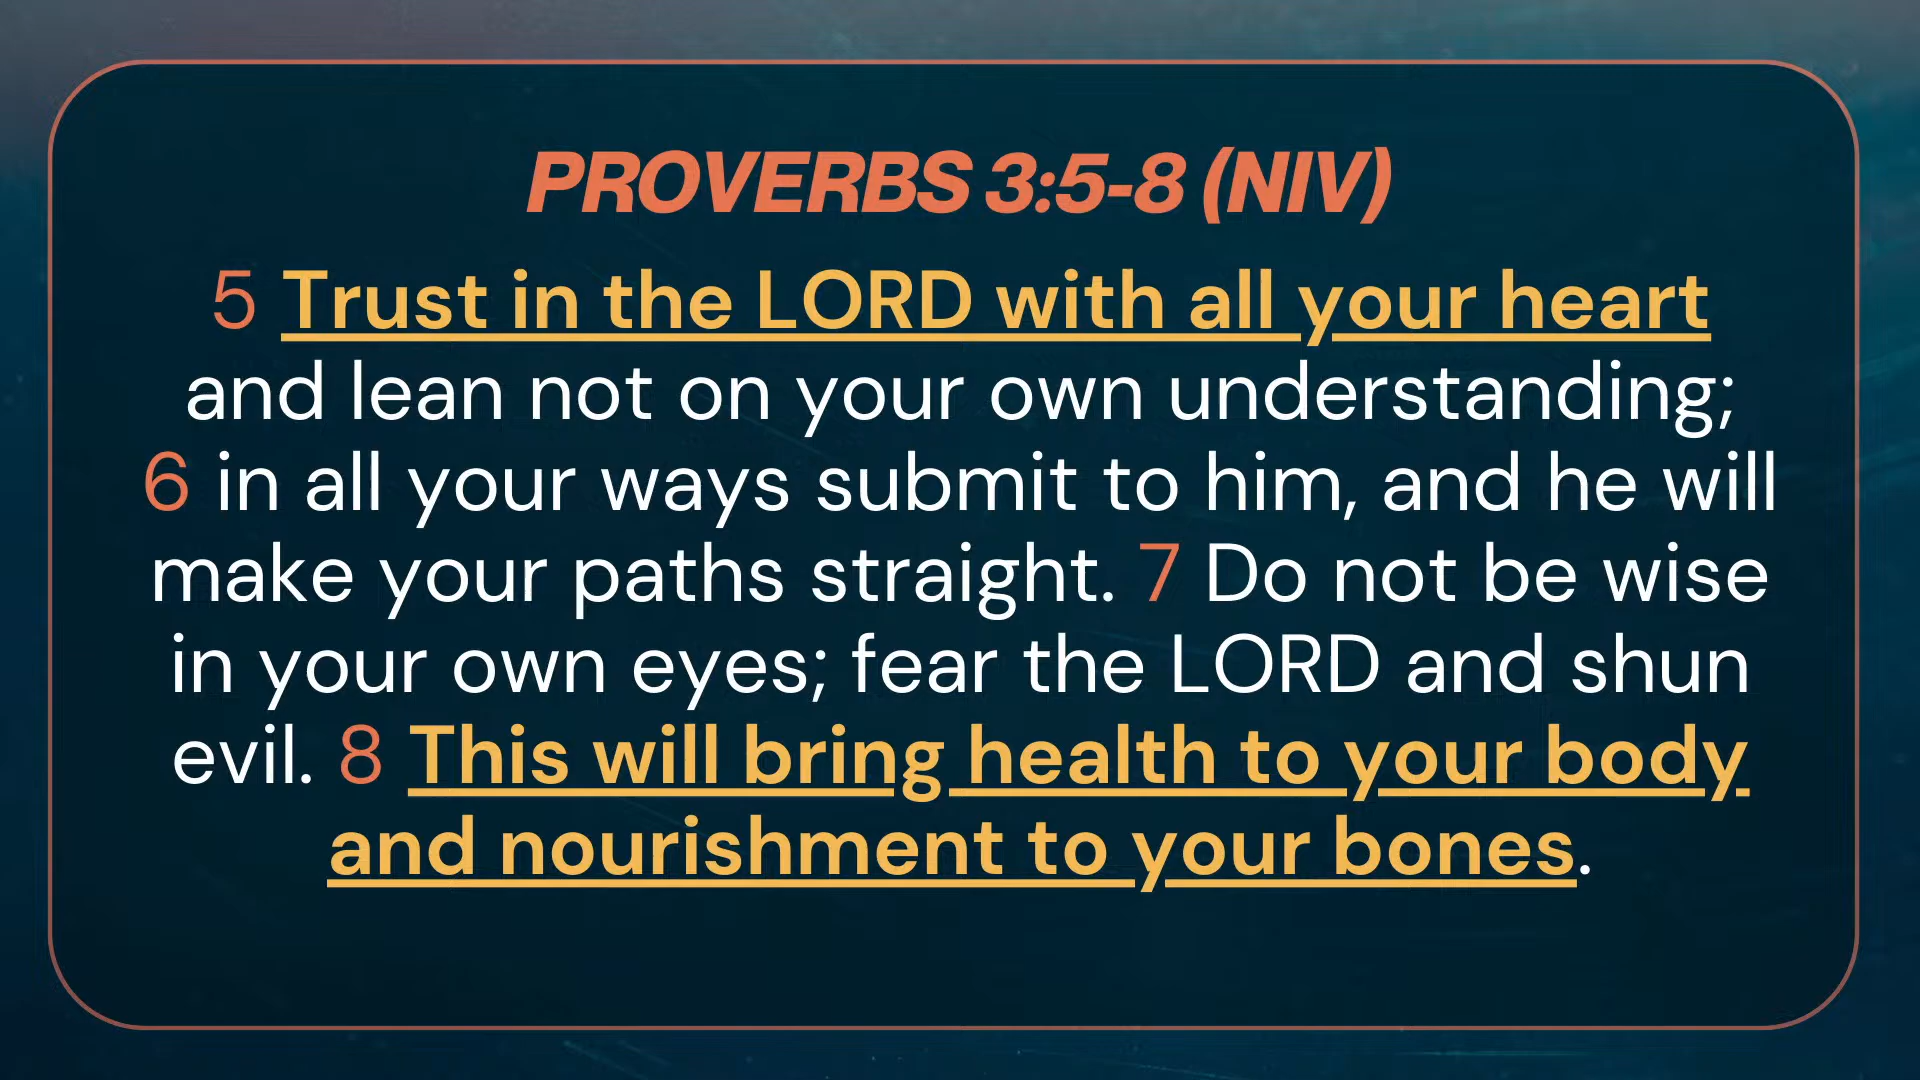 PROVERBS 3:5-8 (NIV)
5 Trust in the LORD with all your heart
and lean not on your own understanding;
6 in all your ways submit to him, and he will
make your paths straight. 7 Do not be wise
in your own eyes; fear the LORD and shun
evil. 8 This will bring health to your body
and nourishment to your bones.